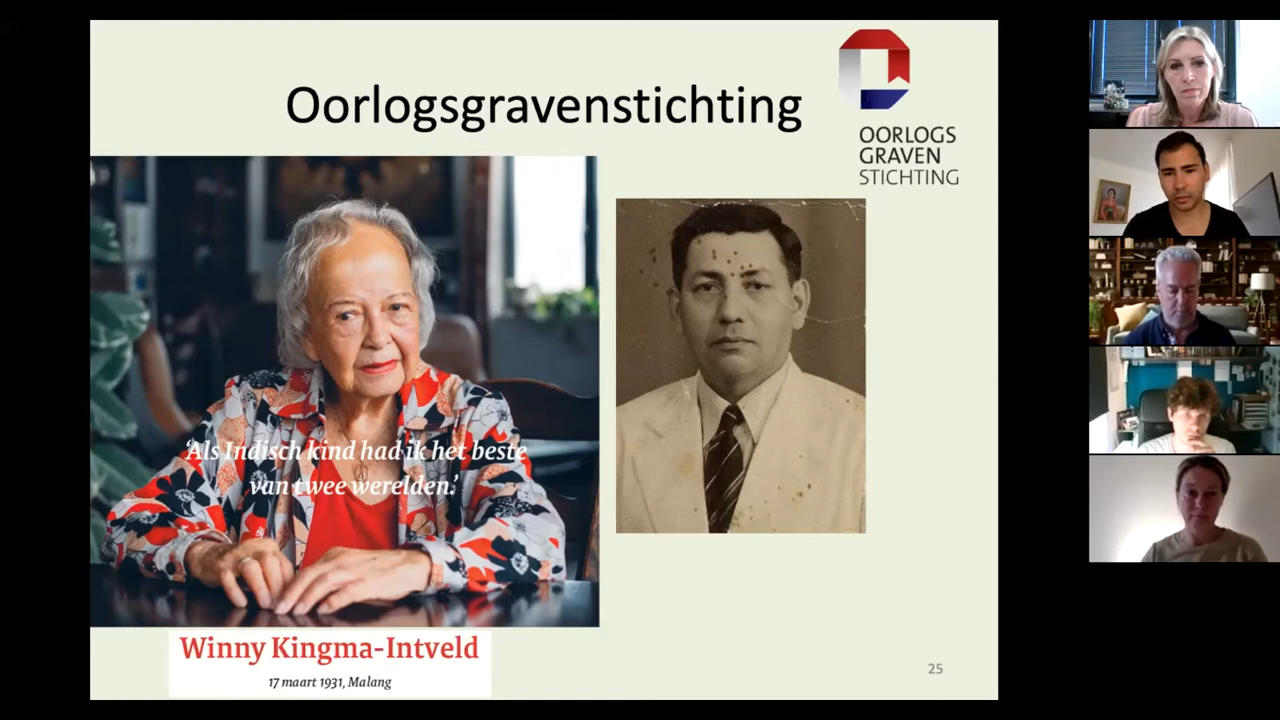 Oorlogsgravenstichting
OORLOGS
GRAVEN
STICHTING
‘Als Indisch kind had ik het beste
van twee werelden.’
Winny Kingma-Intveld
17 maart 1931, Malang
25